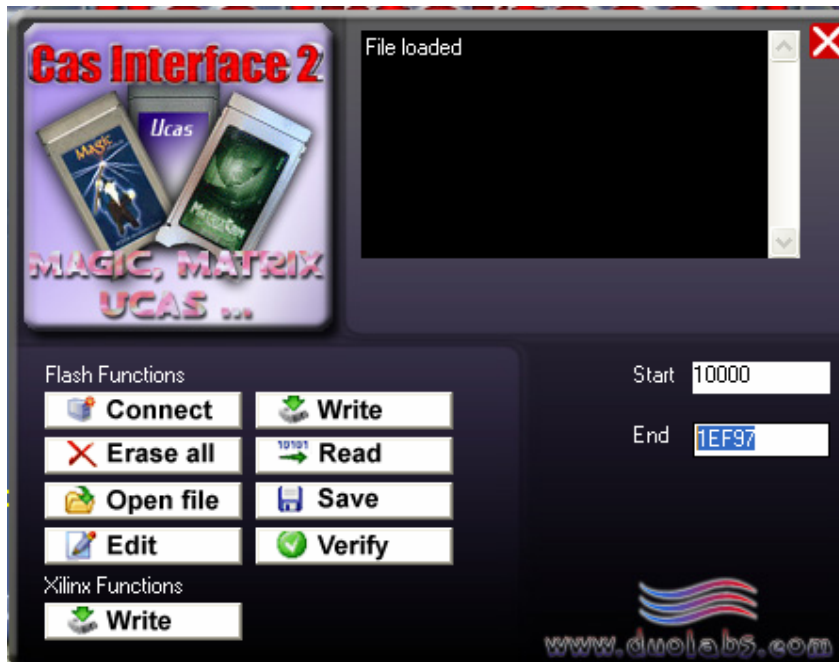 Cas Interface 2
Ucas
MAGIC
MAGIC, MATRIX
UCAS ...
File loaded
Flash Functions
Connect
Write
Erase all
Read
Open file
Save
Edit
Verify
Xilinx Functions
Write
Start 10000
End 1EF97
www.duolabs.com